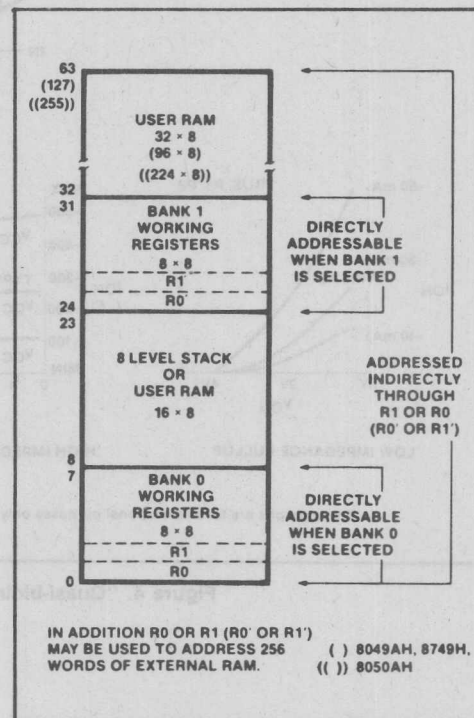 63
(127)
((255))
USER RAM
32 × 8
(96 × 8)
((224 × 8))
32
31
BANK 1
WORKING
REGISTERS
8 × 8
R1'
R0'
DIRECTLY
ADDRESSABLE
WHEN BANK 1
IS SELECTED
24
23
8 LEVEL STACK
OR
USER RAM
16 × 8
ADDRESSED
INDIRECTLY
THROUGH
R1 OR R0
(R0' OR R1')
8
7
BANK 0
WORKING
REGISTERS
8 × 8
R1
R0
DIRECTLY
ADDRESSABLE
WHEN BANK 0
IS SELECTED
0
IN ADDITION R0 OR R1 (R0' OR R1')
MAY BE USED TO ADDRESS 256
WORDS OF EXTERNAL RAM.
( ) 8049AH, 8749H,
(( )) 8050AH